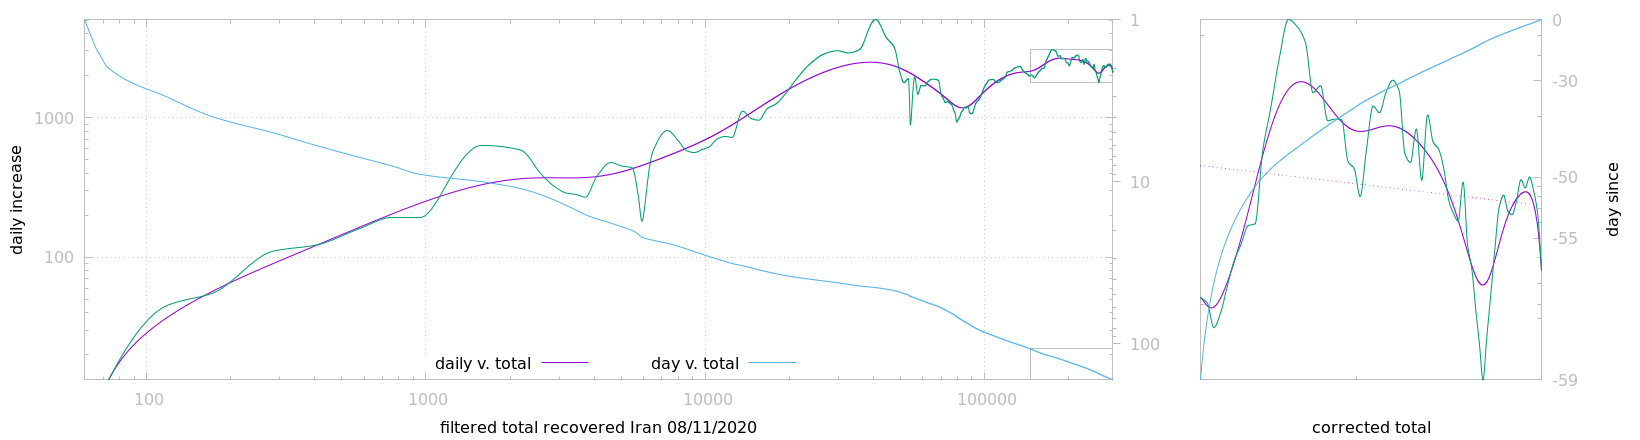 1
0
-30
1000
10
-50
-55
100
100
-59
daily increase
day since
daily v. total
day v. total
100
1000
10000
100000
filtered total recovered Iran 08/11/2020
corrected total